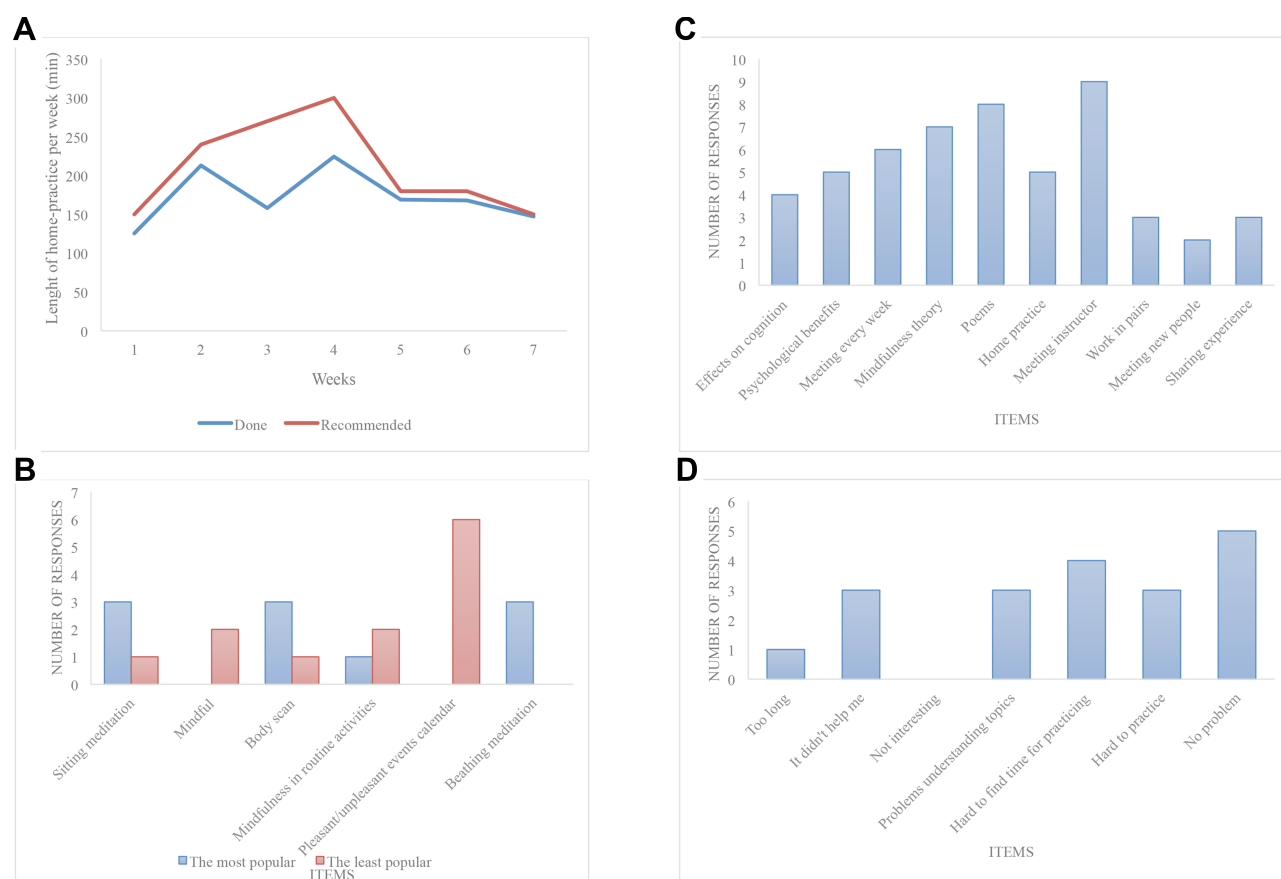 A
Lenght of home-practice per week (min)
350
300
250
200
150
100
50
0
1 2 3 4 5 6 7
Weeks
Done Recommended
B
NUMBER OF RESPONSES
7
6
5
4
3
2
1
0
Sitting meditation
Mindful
Body scan
Mindfulness in routine activities
Pleasant/unpleasant events calendar
Beathing meditation
The most popular The least popular
ITEMS
C
NUMBER OF RESPONSES
10
9
8
7
6
5
4
3
2
1
0
Effects on cognition
Psychological benefits
Meeting every week
Mindfulness theory
Poems
Home practice
Meeting instructor
Work in pairs
Meeting new people
Sharing experience
ITEMS
D
NUMBER OF RESPONSES
6
5
4
3
2
1
0
Too long
It didn't help me
Not interesting
Problems understanding topics
Hard to find time for practicing
Hard to practice
No problem
ITEMS